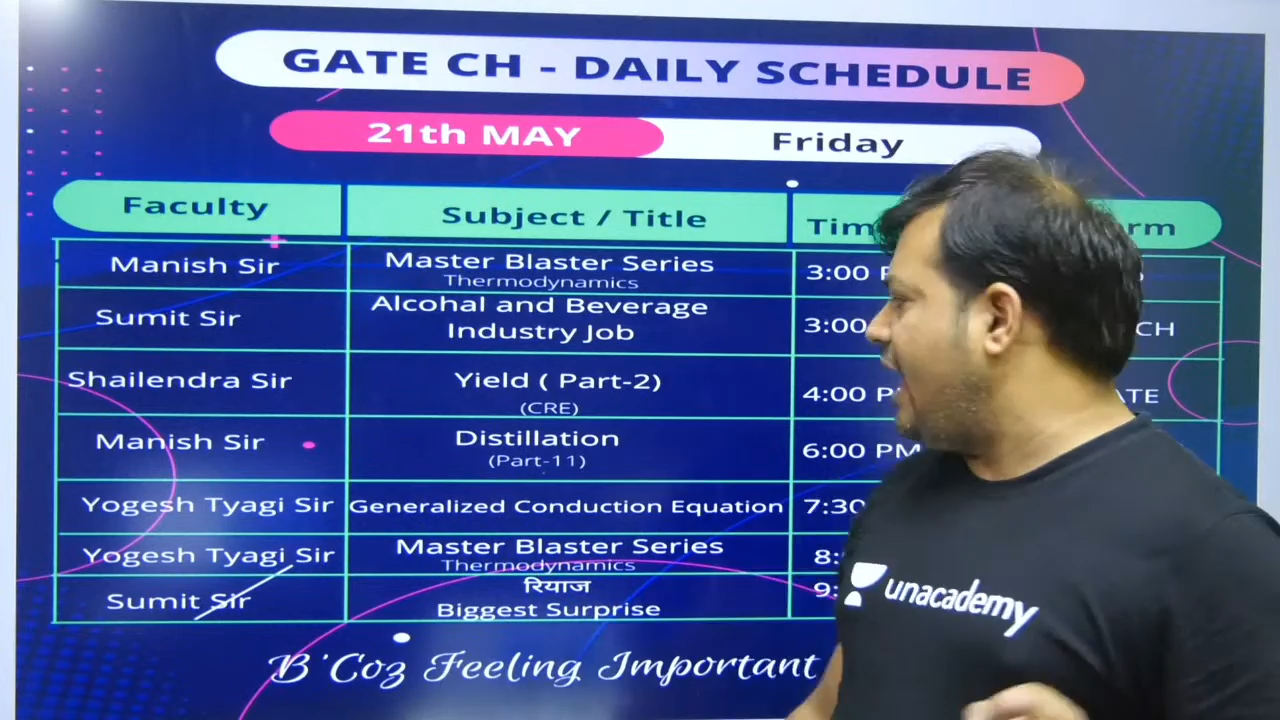 GATE CH - DAILY SCHEDULE
21th MAY Friday
Faculty Subject / Title
Manish Sir Master Blaster Series 3:00
Thermodynamics
Sumit Sir Alcohal and Beverage 3:00 CH
Industry Job
Shailendra Sir Yield ( Part-2) 4:00
(CRE)
Manish Sir Distillation 6:00 PM
(Part-11)
Yogesh Tyagi Sir Generalized Conduction Equation 7:30
Yogesh Tyagi Sir Master Blaster Series
Thermodynamics
Sumit Sir रियाज
Biggest Surprise
B'Coz Feeling Important
unacademy